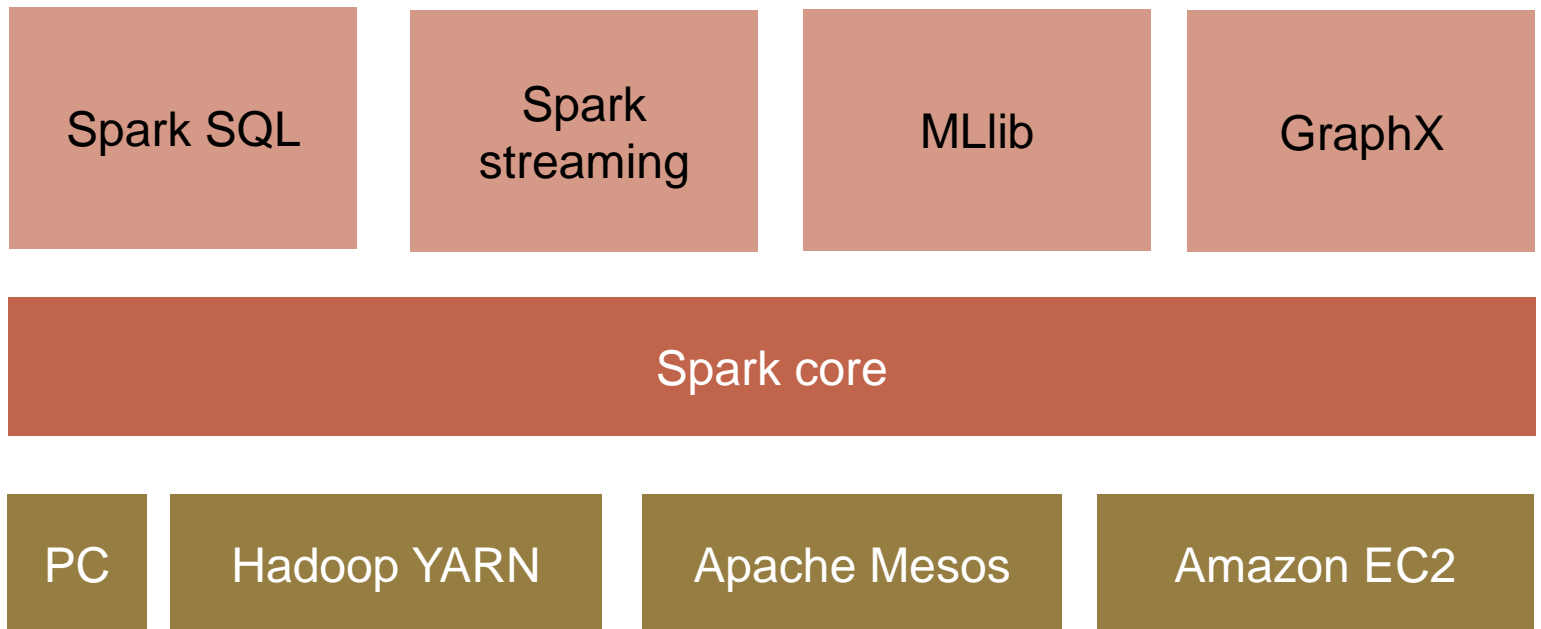 Spark SQL
Spark
streaming
MLlib
GraphX
Spark core
PC
Hadoop YARN
Apache Mesos
Amazon EC2